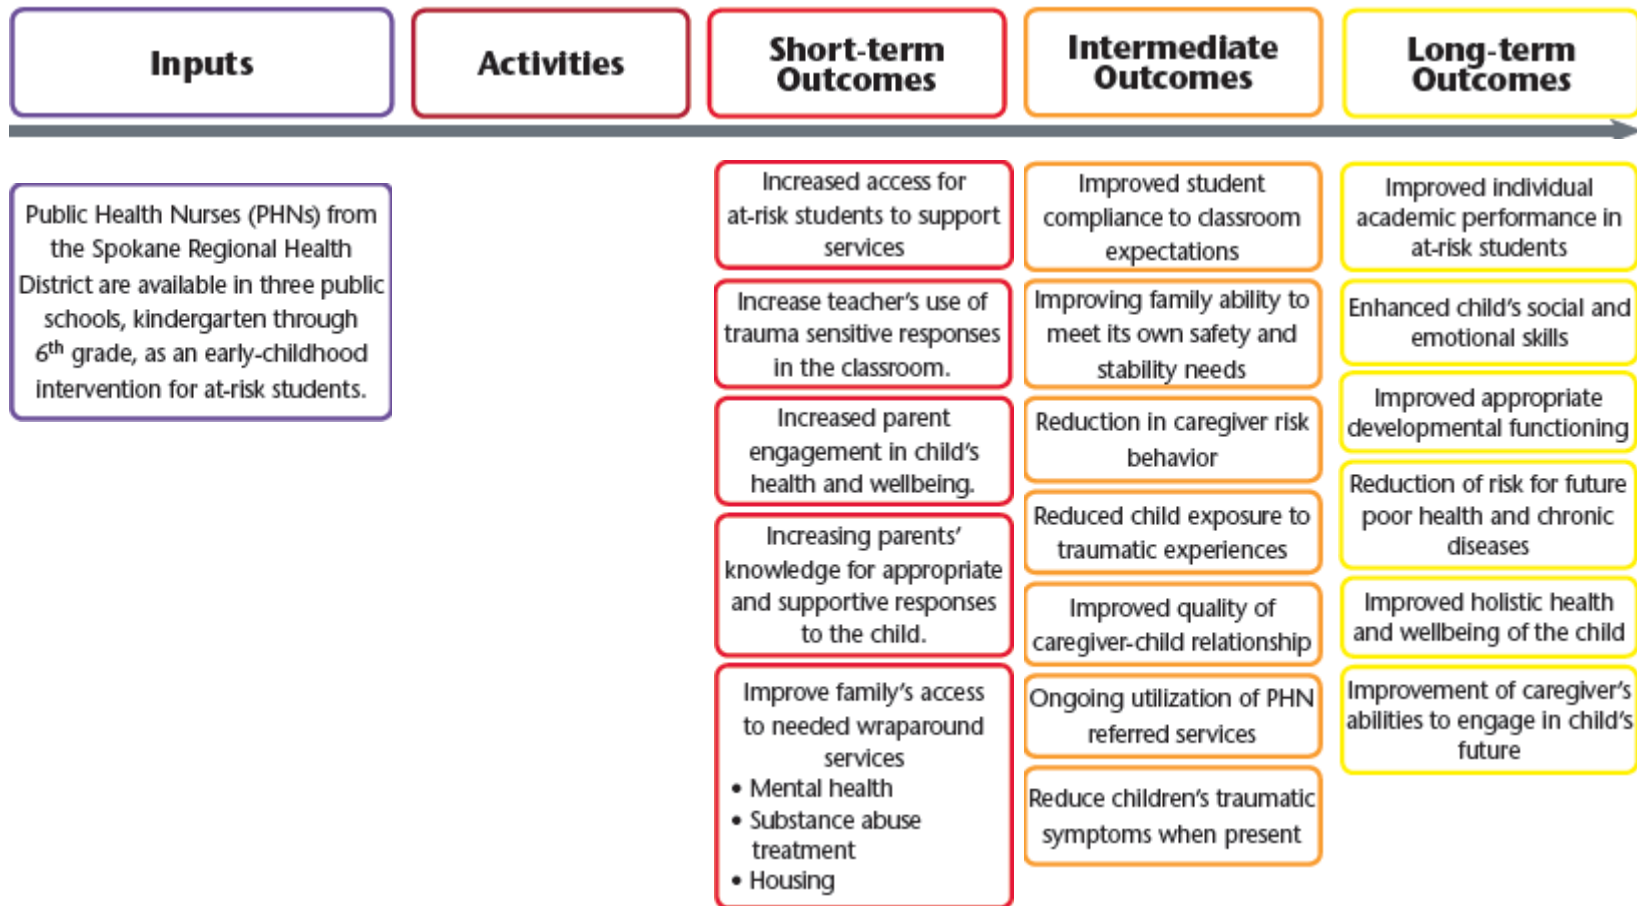 Inputs
Activities
Short-term
Outcomes
Intermediate
Outcomes
Long-term
Outcomes
Public Health Nurses (PHNs) from
the Spokane Regional Health
District are available in three public
schools, kindergarten through
6th grade, as an early-childhood
intervention for at-risk students.
Increased access for
at-risk students to support
services
Increase teacher's use of
trauma sensitive responses
in the classroom.
Increased parent
engagement in child's
health and wellbeing.
Increasing parents'
knowledge for appropriate
and supportive responses
to the child.
Improve family's access
to needed wraparound
services
• Mental health
• Substance abuse
treatment
• Housing
Improved student
compliance to classroom
expectations
Improving family ability to
meet its own safety and
stability needs
Reduction in caregiver risk
behavior
Reduced child exposure to
traumatic experiences
Improved quality of
caregiver-child relationship
Ongoing utilization of PHN
referred services
Reduce children's traumatic
symptoms when present
Improved individual
academic performance in
at-risk students
Enhanced child's social and
emotional skills
Improved appropriate
developmental functioning
Reduction of risk for future
poor health and chronic
diseases
Improved holistic health
and wellbeing of the child
Improvement of caregiver's
abilities to engage in child's
future